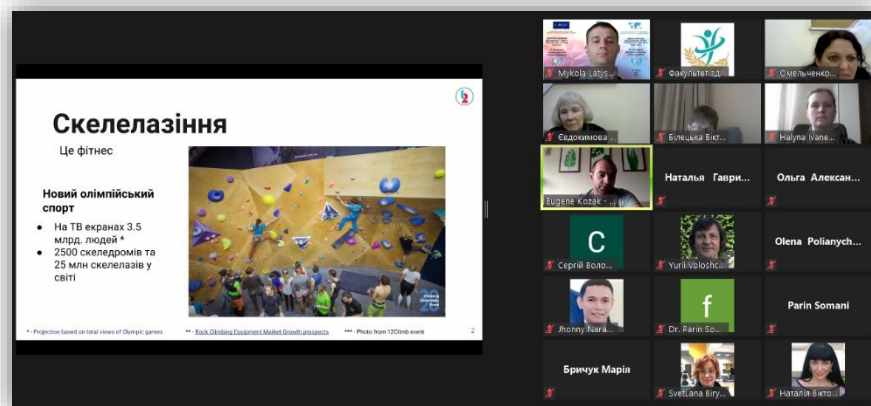 Скелелазіння
Це фітнес
Новий олімпійський
спорт
● На ТВ екранах 3.5
млрд. людей *
● 2500 скеледромів та
25 млн скелелазів у
світі
* - Projection based on total views of Olympic games
** - Rock Climbing Equipment Market Growth prospects
*** - Photo from 12Climb event
2
Mykola Latys...
Факультет зд...
Омельченко...
Євдокимова ...
Білецька Вікт...
Halyna Ivane...
Eugene Kozak - ...
Наталья Гаври...
Ольга Алексан...
C
Сергій Воло...
Yurii Voloshc...
Olena Polianych...
Jhonny Nara...
f
Dr. Parin So...
Parin Somani
Бричук Марія
SvetLana Biry...
Наталія Вікто...